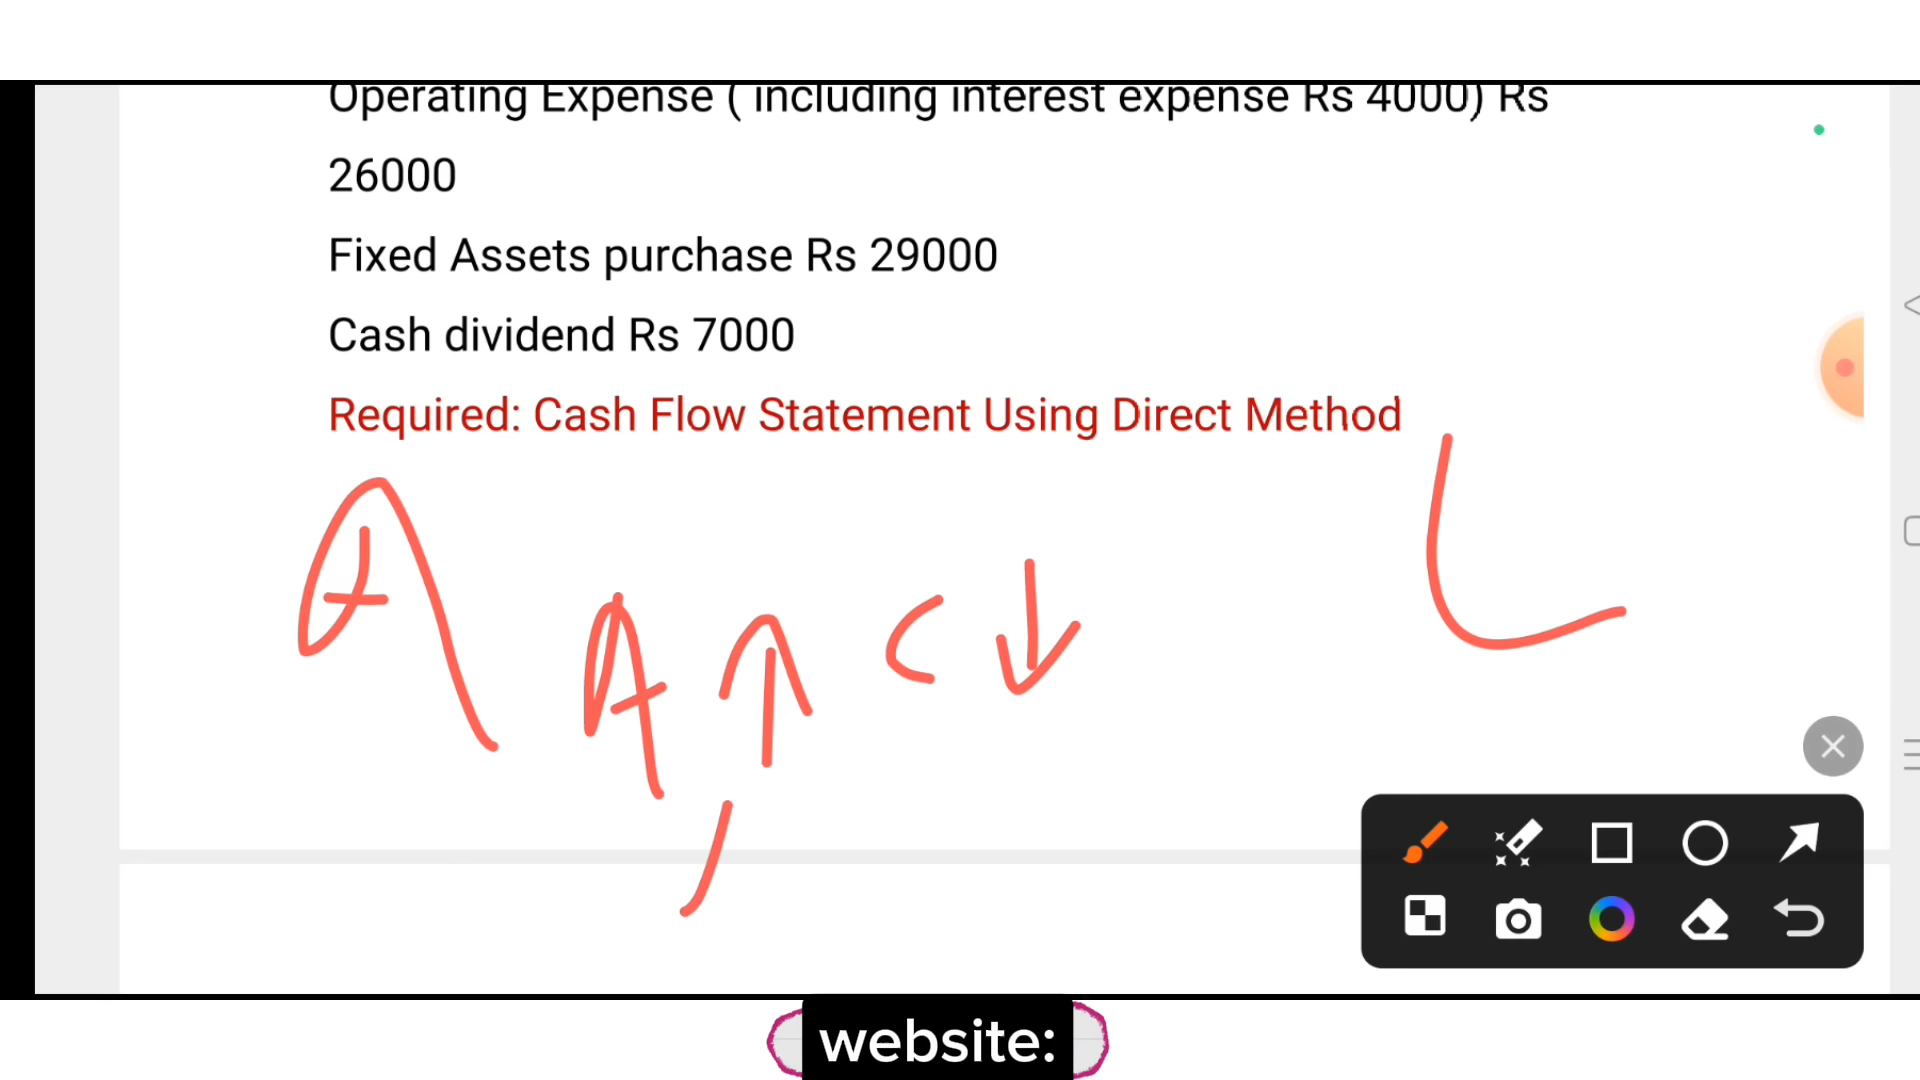 Operating Expense ( including interest expense Rs 4000) Rs
26000
Fixed Assets purchase Rs 29000
Cash dividend Rs 7000
Required: Cash Flow Statement Using Direct Method
A L
A ↑ C ↓
website: